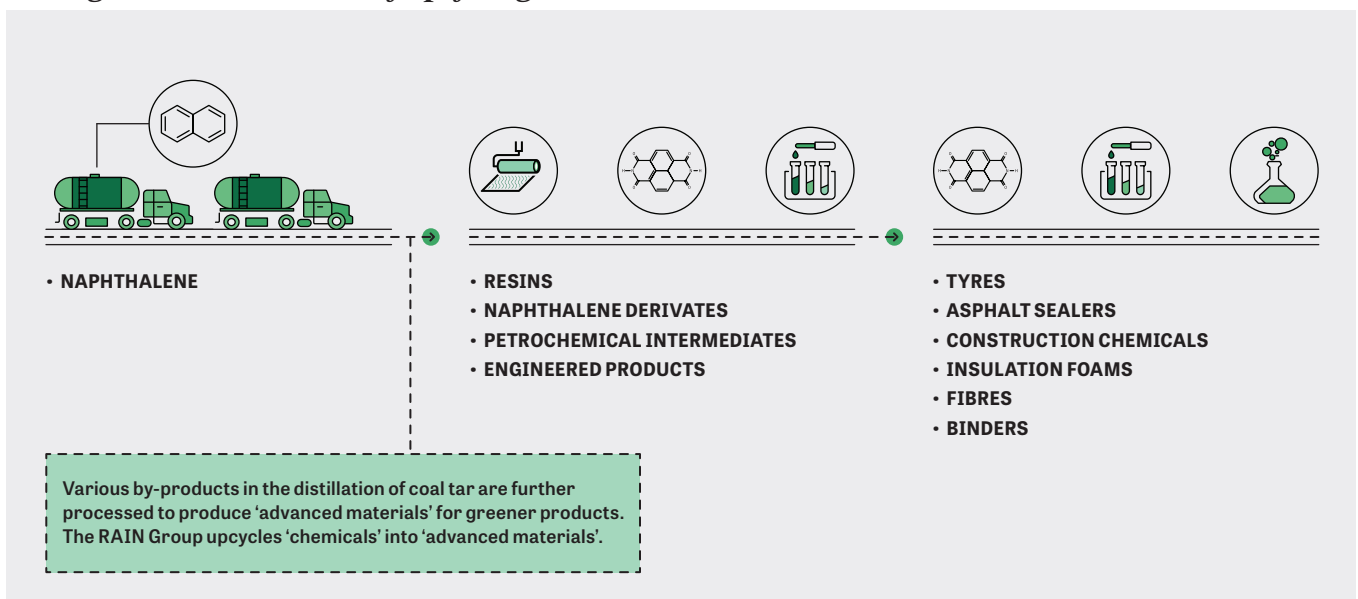 • NAPHTHALENE
• RESINS
• NAPHTHALENE DERIVATES
• PETROCHEMICAL INTERMEDIATES
• ENGINEERED PRODUCTS
• TYRES
• ASPHALT SEALERS
• CONSTRUCTION CHEMICALS
• INSULATION FOAMS
• FIBRES
• BINDERS
Various by-products in the distillation of coal tar are further
processed to produce ‘advanced materials’ for greener products.
The RAIN Group upcycles ‘chemicals’ into ‘advanced materials’.